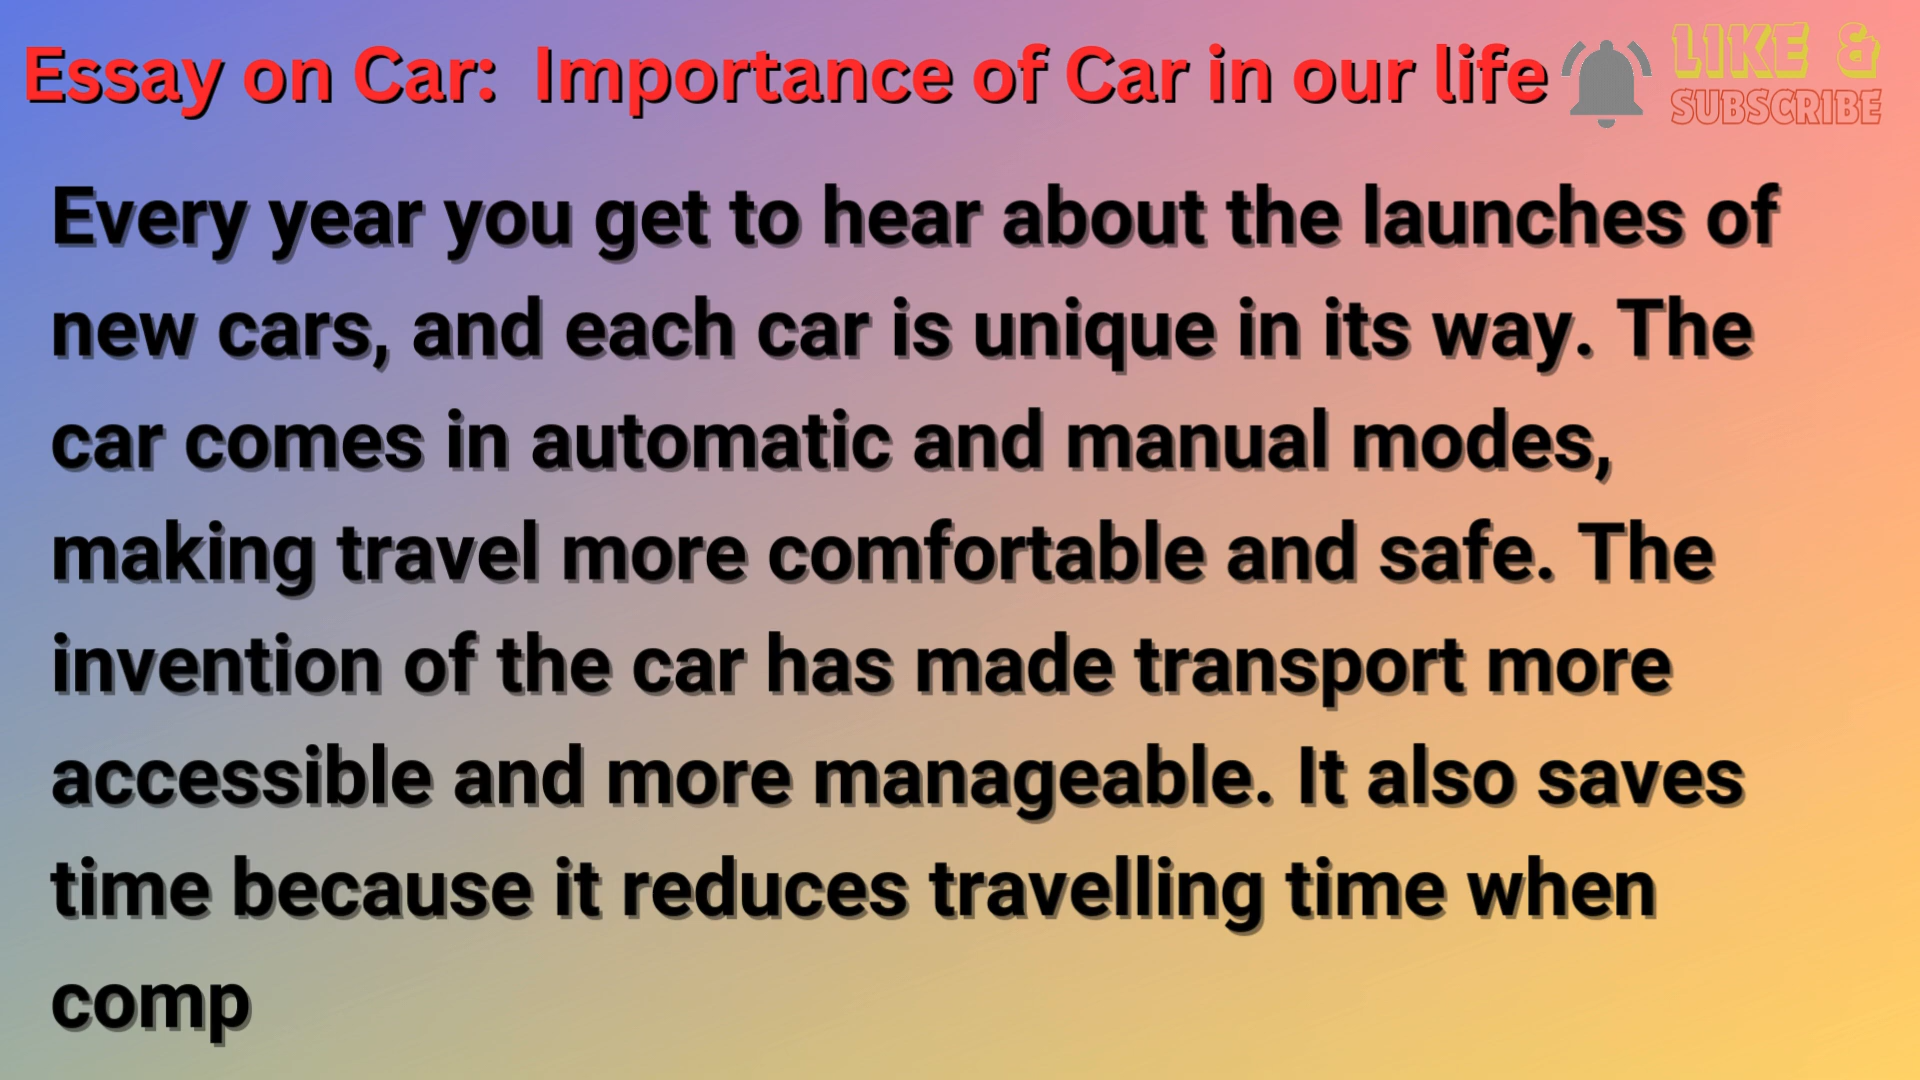 Essay on Car: Importance of Car in our life
LIKE &
SUBSCRIBE
Every year you get to hear about the launches of
new cars, and each car is unique in its way. The
car comes in automatic and manual modes,
making travel more comfortable and safe. The
invention of the car has made transport more
accessible and more manageable. It also saves
time because it reduces travelling time when
comp